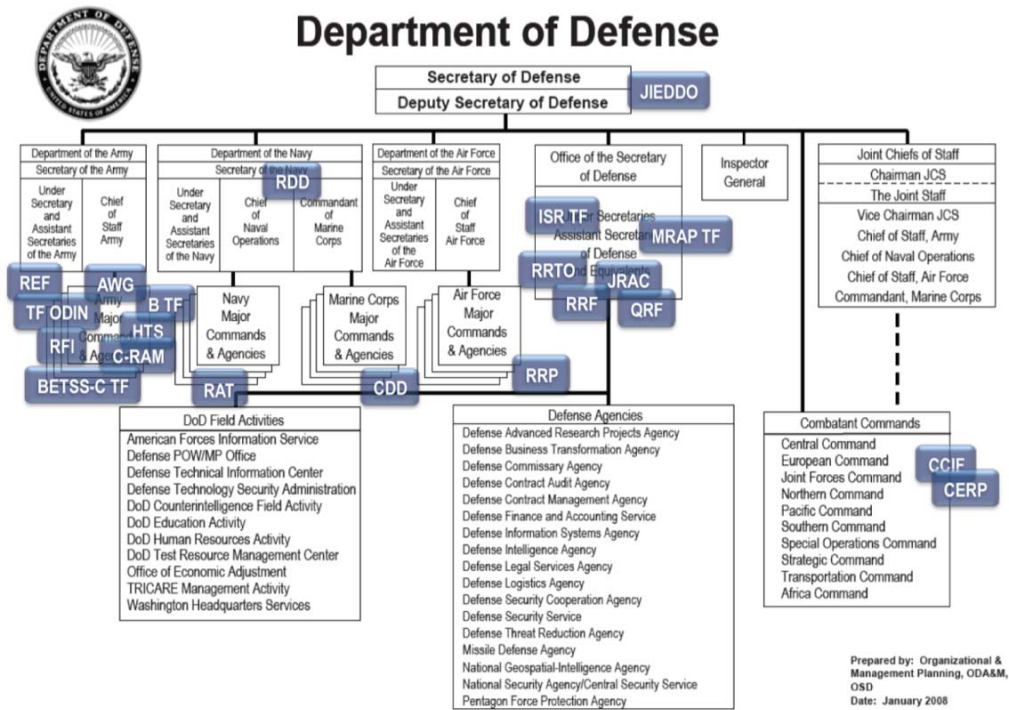 DEPARTMENT OF DEFENSE
UNITED STATES OF AMERICA
Department of Defense
Secretary of Defense
Deputy Secretary of Defense
JIEDDO
Department of the Army
Secretary of the Army
Under
Secretary
and
Assistant
Secretaries
of the Army
Chief
of
Staff
Army
REF
AWG
TF ODIN
B TF
RFI
HTS
C-RAM
BETSS-C TF
Army
Major
& Agen
Department of the Navy
Secretary of the Navy
RDD
Under
Secretary
and
Assistant
Secretaries
of the Navy
Chief
of
Naval
Operations
Commandant
of
Marine
Corps
Navy
Major
Commands
& Agencies
RAT
Marine Corps
Major
Commands
& Agencies
CDD
Department of the Air Force
Secretary of the Air Force
Under
Secretary
and
Assistant
Secretaries
of the
Air Force
Chief
of
Staff
Air Force
Air Force
Major
Commands
& Agencies
RRP
Office of the Secretary
of Defense
ISR TF
Secretaries
Assistant Secretar
MRAP TF
of Defense
RRTO
Equivalents
JRAC
RRF
QRF
Inspector
General
Joint Chiefs of Staff
Chairman JCS
The Joint Staff
Vice Chairman JCS
Chief of Staff, Army
Chief of Naval Operations
Chief of Staff, Air Force
Commandant, Marine Corps
DoD Field Activities
American Forces Information Service
Defense POW/MP Office
Defense Technical Information Center
Defense Technology Security Administration
DoD Counterintelligence Field Activity
DoD Education Activity
DoD Human Resources Activity
DoD Test Resource Management Center
Office of Economic Adjustment
TRICARE Management Activity
Washington Headquarters Services
Defense Agencies
Defense Advanced Research Projects Agency
Defense Business Transformation Agency
Defense Commissary Agency
Defense Contract Audit Agency
Defense Contract Management Agency
Defense Finance and Accounting Service
Defense Information Systems Agency
Defense Intelligence Agency
Defense Legal Services Agency
Defense Logistics Agency
Defense Security Cooperation Agency
Defense Security Service
Defense Threat Reduction Agency
Missile Defense Agency
National Geospatial-Intelligence Agency
National Security Agency/Central Security Service
Pentagon Force Protection Agency
Combatant Commands
Central Command
European Command
Joint Forces Command
Northern Command
Pacific Command
Southern Command
Special Operations Command
Strategic Command
Transportation Command
Africa Command
CCIF
CERP
Prepared by: Organizational &
Management Planning, ODA&M,
OSD
Date: January 2008